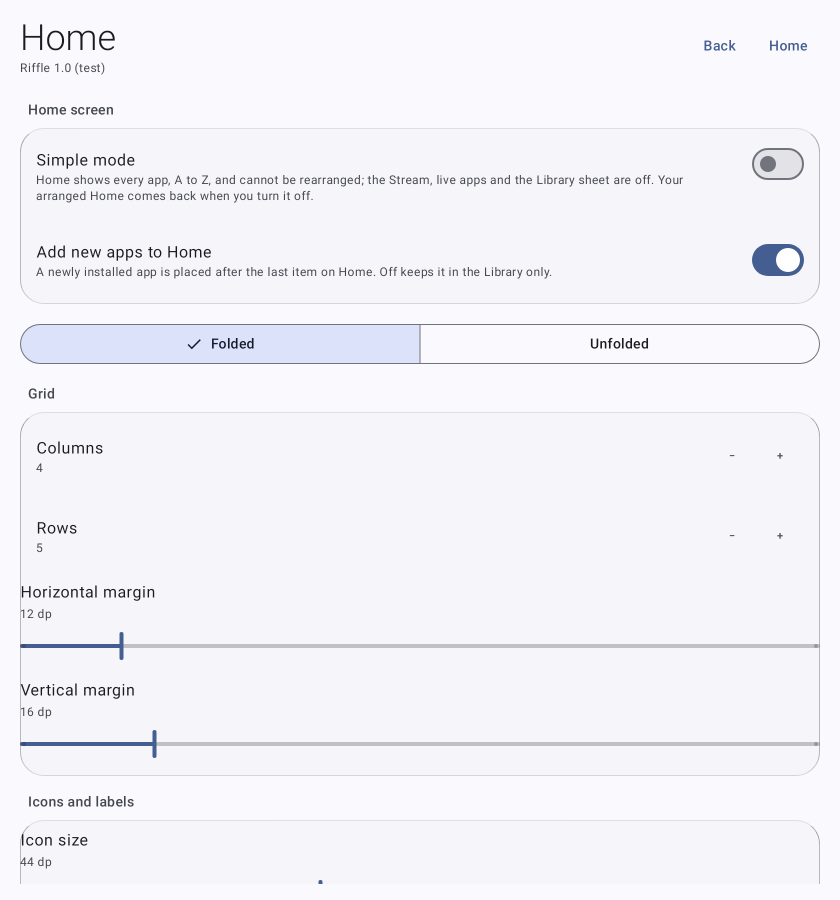 Home
Riffle 1.0 (test)
Back
Home
Home screen
Simple mode
Home shows every app, A to Z, and cannot be rearranged; the Stream, live apps and the Library sheet are off. Your
arranged Home comes back when you turn it off.
Add new apps to Home
A newly installed app is placed after the last item on Home. Off keeps it in the Library only.
Folded
Unfolded
Grid
Columns
4
-
+
Rows
5
-
+
Horizontal margin
12 dp
Vertical margin
16 dp
Icons and labels
Icon size
44 dp